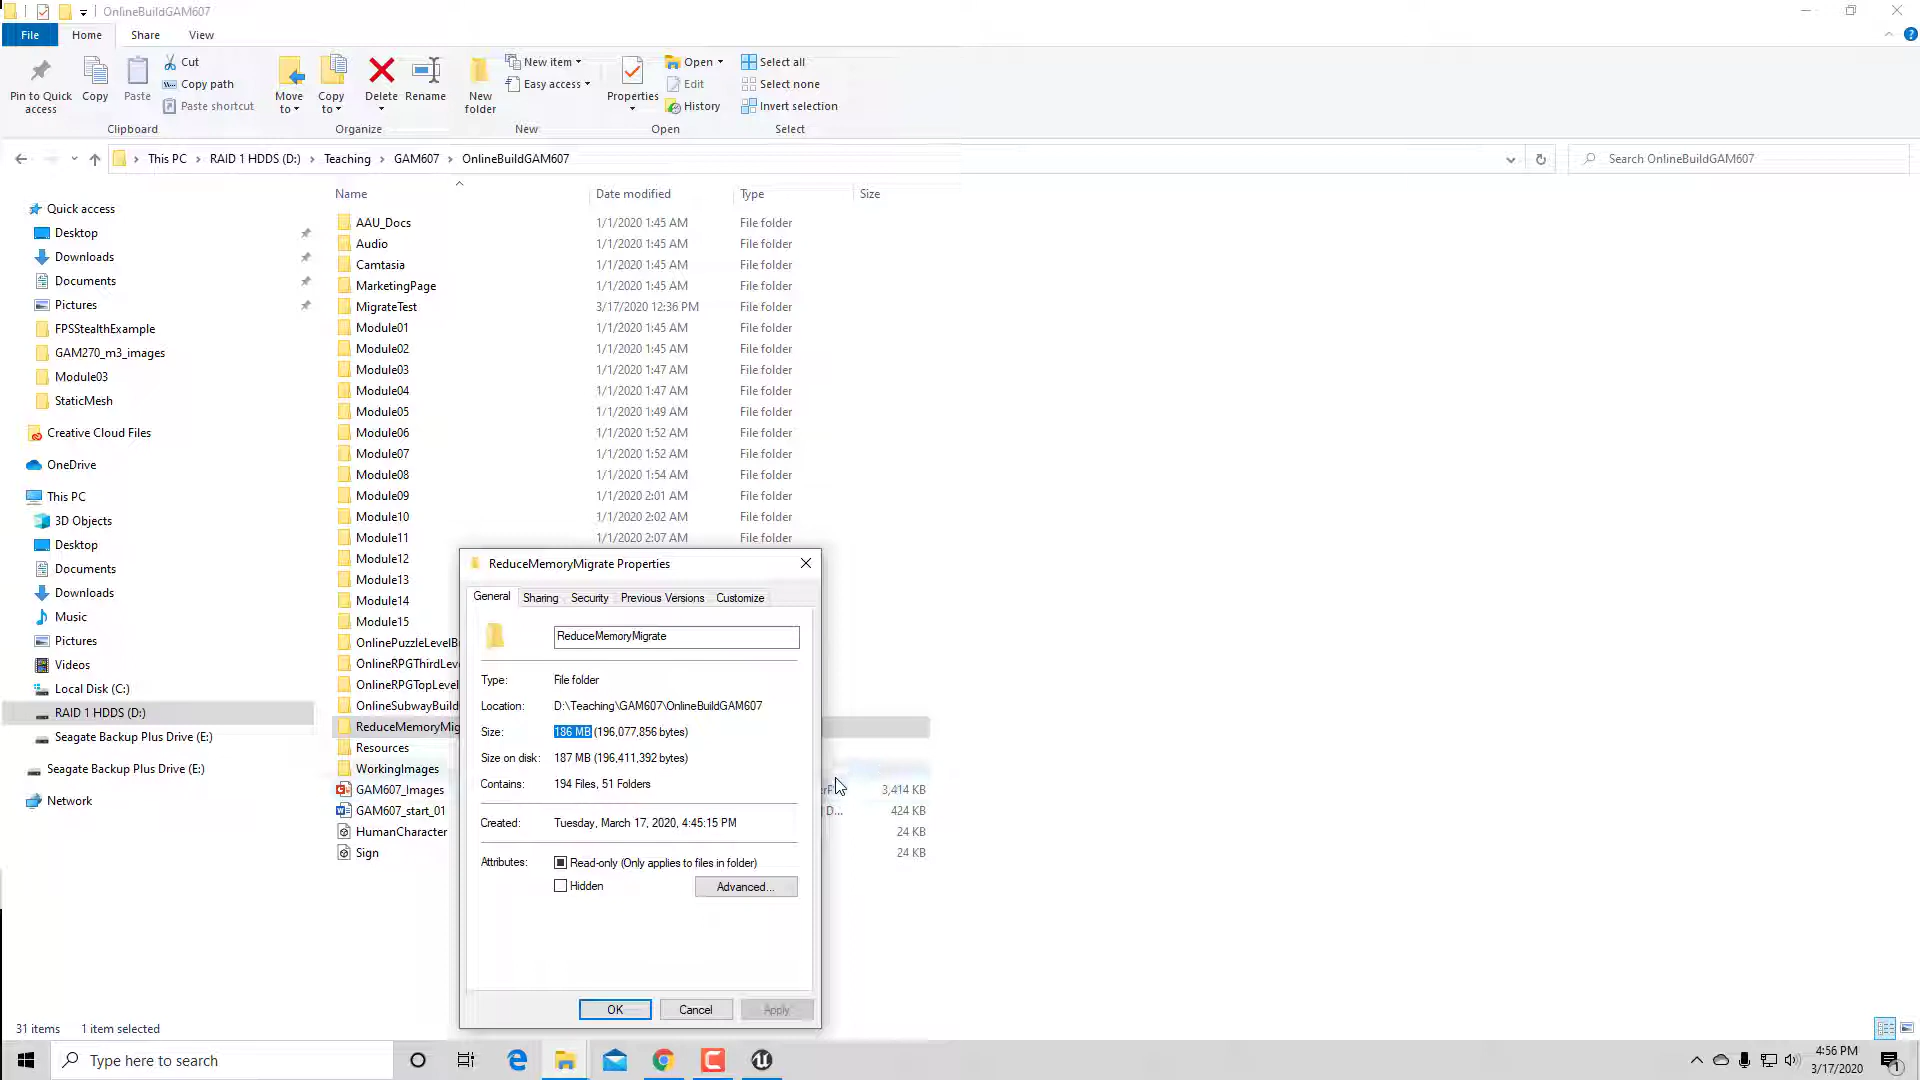 OnlineBuildGAM607
File Home Share View
Pin to Quick access
Copy
Paste
Cut
Copy path
Paste shortcut
Clipboard
Move to
Copy to
Delete
Rename
Organize
New folder
New item
Easy access
New
Properties
Open
Edit
History
Open
Select all
Select none
Invert selection
Select
This PC > RAID 1 HDDS (D:) > Teaching > GAM607 > OnlineBuildGAM607
Search OnlineBuildGAM607
Quick access
Desktop
Downloads
Documents
Pictures
FPSStealthExample
GAM270_m3_images
Module03
StaticMesh
Creative Cloud Files
OneDrive
This PC
3D Objects
Desktop
Documents
Downloads
Music
Pictures
Videos
Local Disk (C:)
RAID 1 HDDS (D:)
Seagate Backup Plus Drive (E:)
Seagate Backup Plus Drive (E:)
Network
Name Date modified Type Size
AAU_Docs 1/1/2020 1:45 AM File folder
Audio 1/1/2020 1:45 AM File folder
Camtasia 1/1/2020 1:45 AM File folder
MarketingPage 1/1/2020 1:45 AM File folder
MigrateTest 3/17/2020 12:36 PM File folder
Module01 1/1/2020 1:45 AM File folder
Module02 1/1/2020 1:45 AM File folder
Module03 1/1/2020 1:47 AM File folder
Module04 1/1/2020 1:47 AM File folder
Module05 1/1/2020 1:49 AM File folder
Module06 1/1/2020 1:52 AM File folder
Module07 1/1/2020 1:52 AM File folder
Module08 1/1/2020 1:54 AM File folder
Module09 1/1/2020 2:01 AM File folder
Module10 1/1/2020 2:02 AM File folder
Module11 1/1/2020 2:07 AM File folder
Module12
Module13
Module14
Module15
OnlinePuzzleLevelB
OnlineRPGThirdLev
OnlineRPGTopLevel
OnlineSubwayBuild
ReduceMemoryMig
Resources
WorkingImages
GAM607_Images 3,414 KB
GAM607_start_01 D... 424 KB
HumanCharacter 24 KB
Sign 24 KB
ReduceMemoryMigrate Properties
General Sharing Security Previous Versions Customize
ReduceMemoryMigrate
Type: File folder
Location: D:\Teaching\GAM607\OnlineBuildGAM607
Size: 186 MB (196,077,856 bytes)
Size on disk: 187 MB (196,411,392 bytes)
Contains: 194 Files, 51 Folders
Created: Tuesday, March 17, 2020, 4:45:15 PM
Attributes: Read-only (Only applies to files in folder)
Hidden
Advanced...
OK Cancel Apply
31 items 1 item selected
Type here to search
4:56 PM
3/17/2020
1